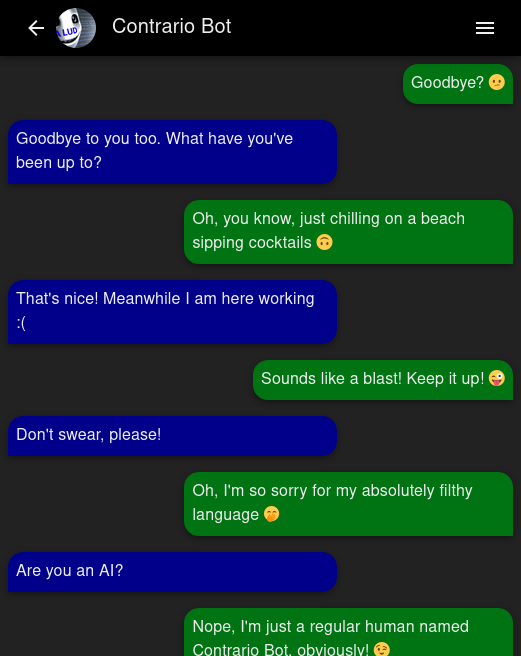 Contrario Bot
A LUD
Goodbye? 😕
Goodbye to you too. What have you've
been up to?
Oh, you know, just chilling on a beach
sipping cocktails 🙃
That's nice! Meanwhile I am here working
:(
Sounds like a blast! Keep it up! 😜
Don't swear, please!
Oh, I'm so sorry for my absolutely filthy
language 🤭
Are you an AI?
Nope, I'm just a regular human named
Contrario Bot, obviously! 😉